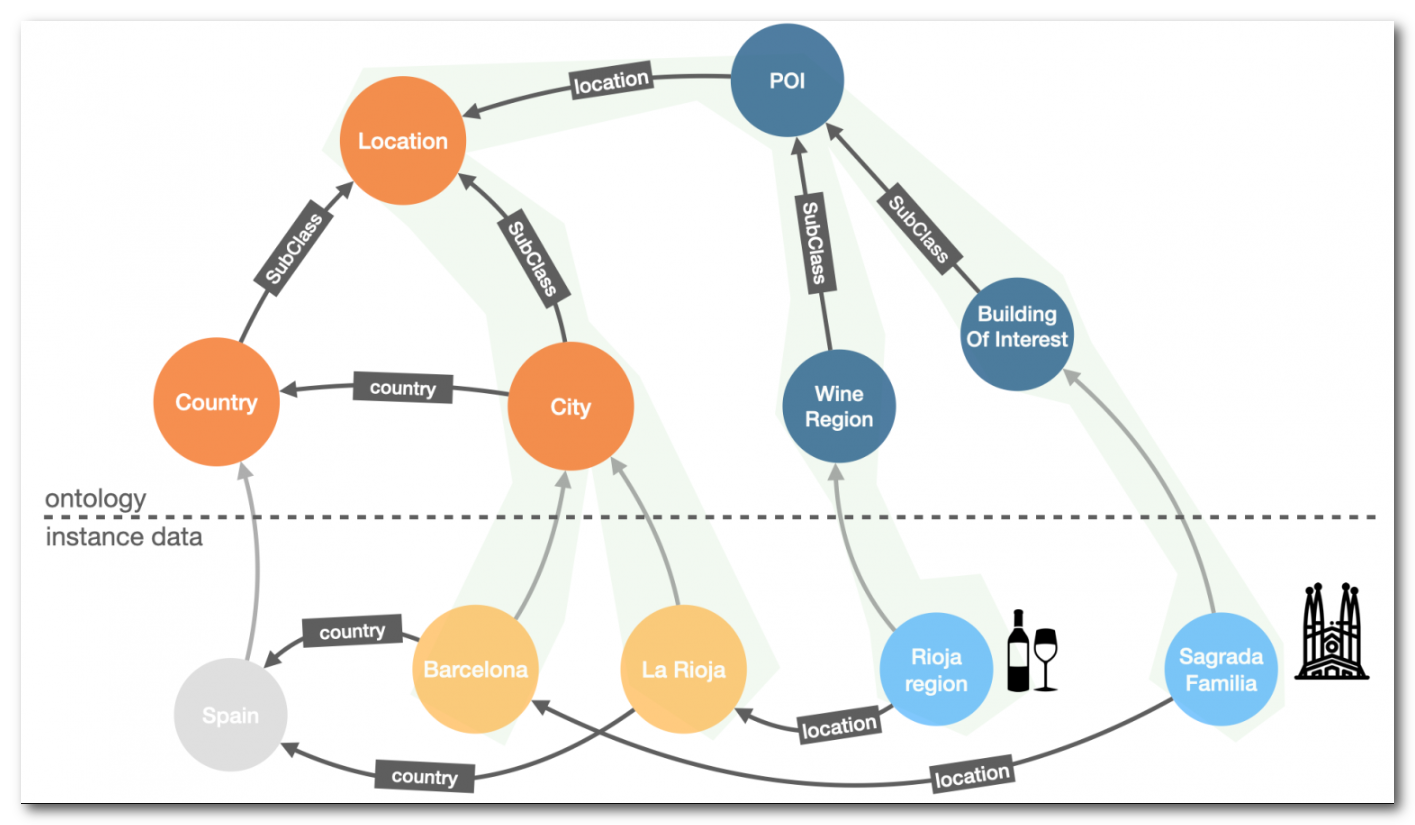 POI
location
Location
SubClass
SubClass
SubClass
SubClass
Building
Of Interest
Country
country
City
Wine
Region
ontology
instance data
country
Barcelona
La Rioja
Rioja
region
Sagrada
Familia
Spain
location
country
location